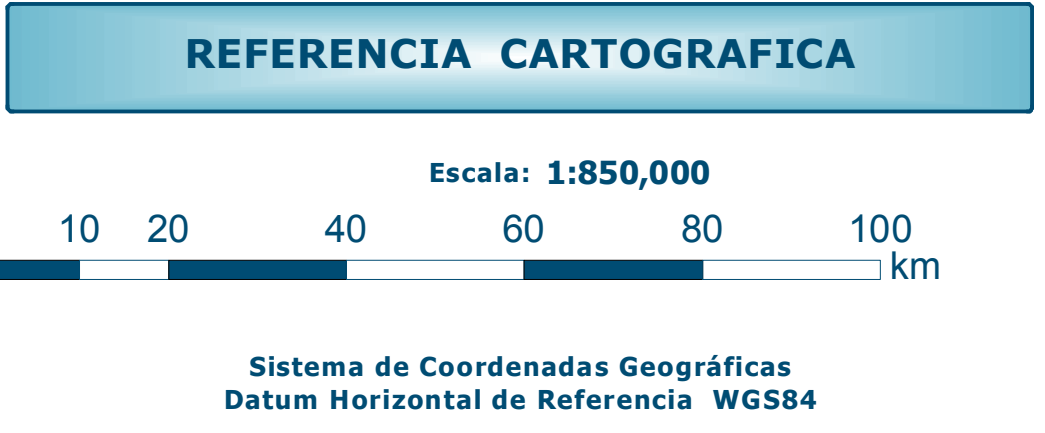 REFERENCIA CARTOGRAFICA
Escala: 1:850,000
10 20 40 60 80 100
km
Sistema de Coordenadas Geográficas
Datum Horizontal de Referencia WGS84